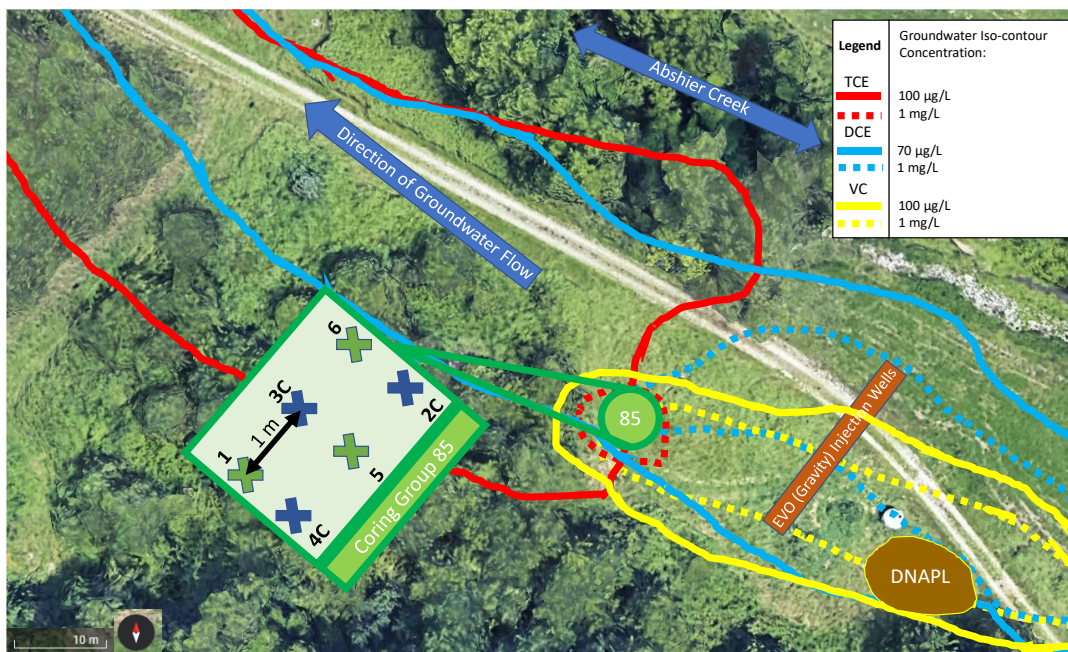 Legend
Groundwater Iso-contour
Concentration:
TCE
100 µg/L
1 mg/L
DCE
70 µg/L
1 mg/L
VC
100 µg/L
1 mg/L
Abshier Creek
Direction of Groundwater Flow
6
3C
2C
1 m
1
5
4C
Coring Group 85
85
EVO (Gravity) Injection Wells
DNAPL
10 m